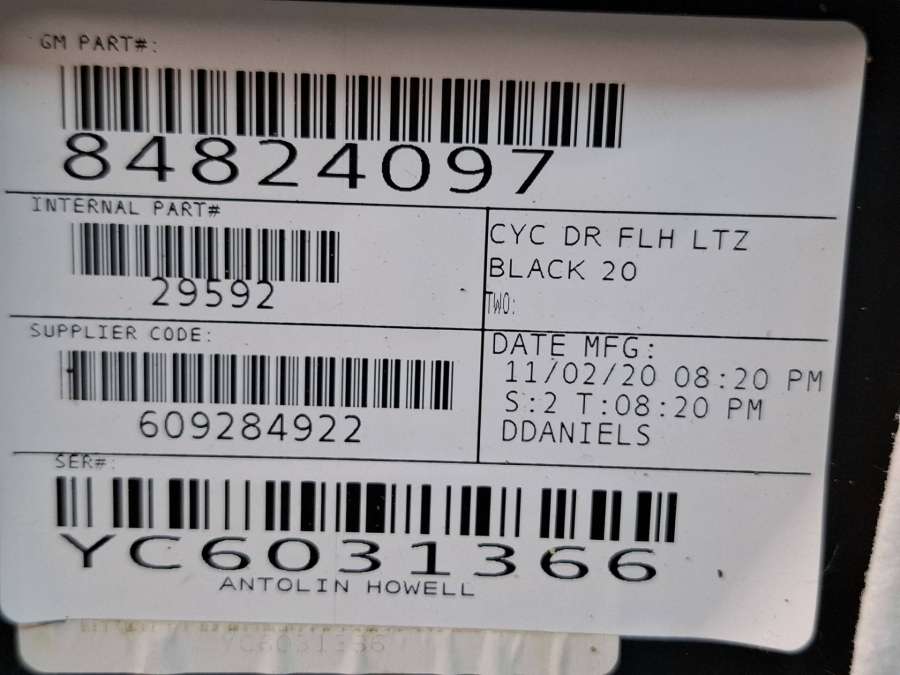 GM PART#:
84824097
INTERNAL PART#
29592
CYC DR FLH LTZ
BLACK 20
TWO:
SUPPLIER CODE:
609284922
DATE MFG:
11/02/20 08:20 PM
S:2 T:08:20 PM
DDANIELS
SER#:
YC6031366
ANTOLIN HOWELL
YC6031366